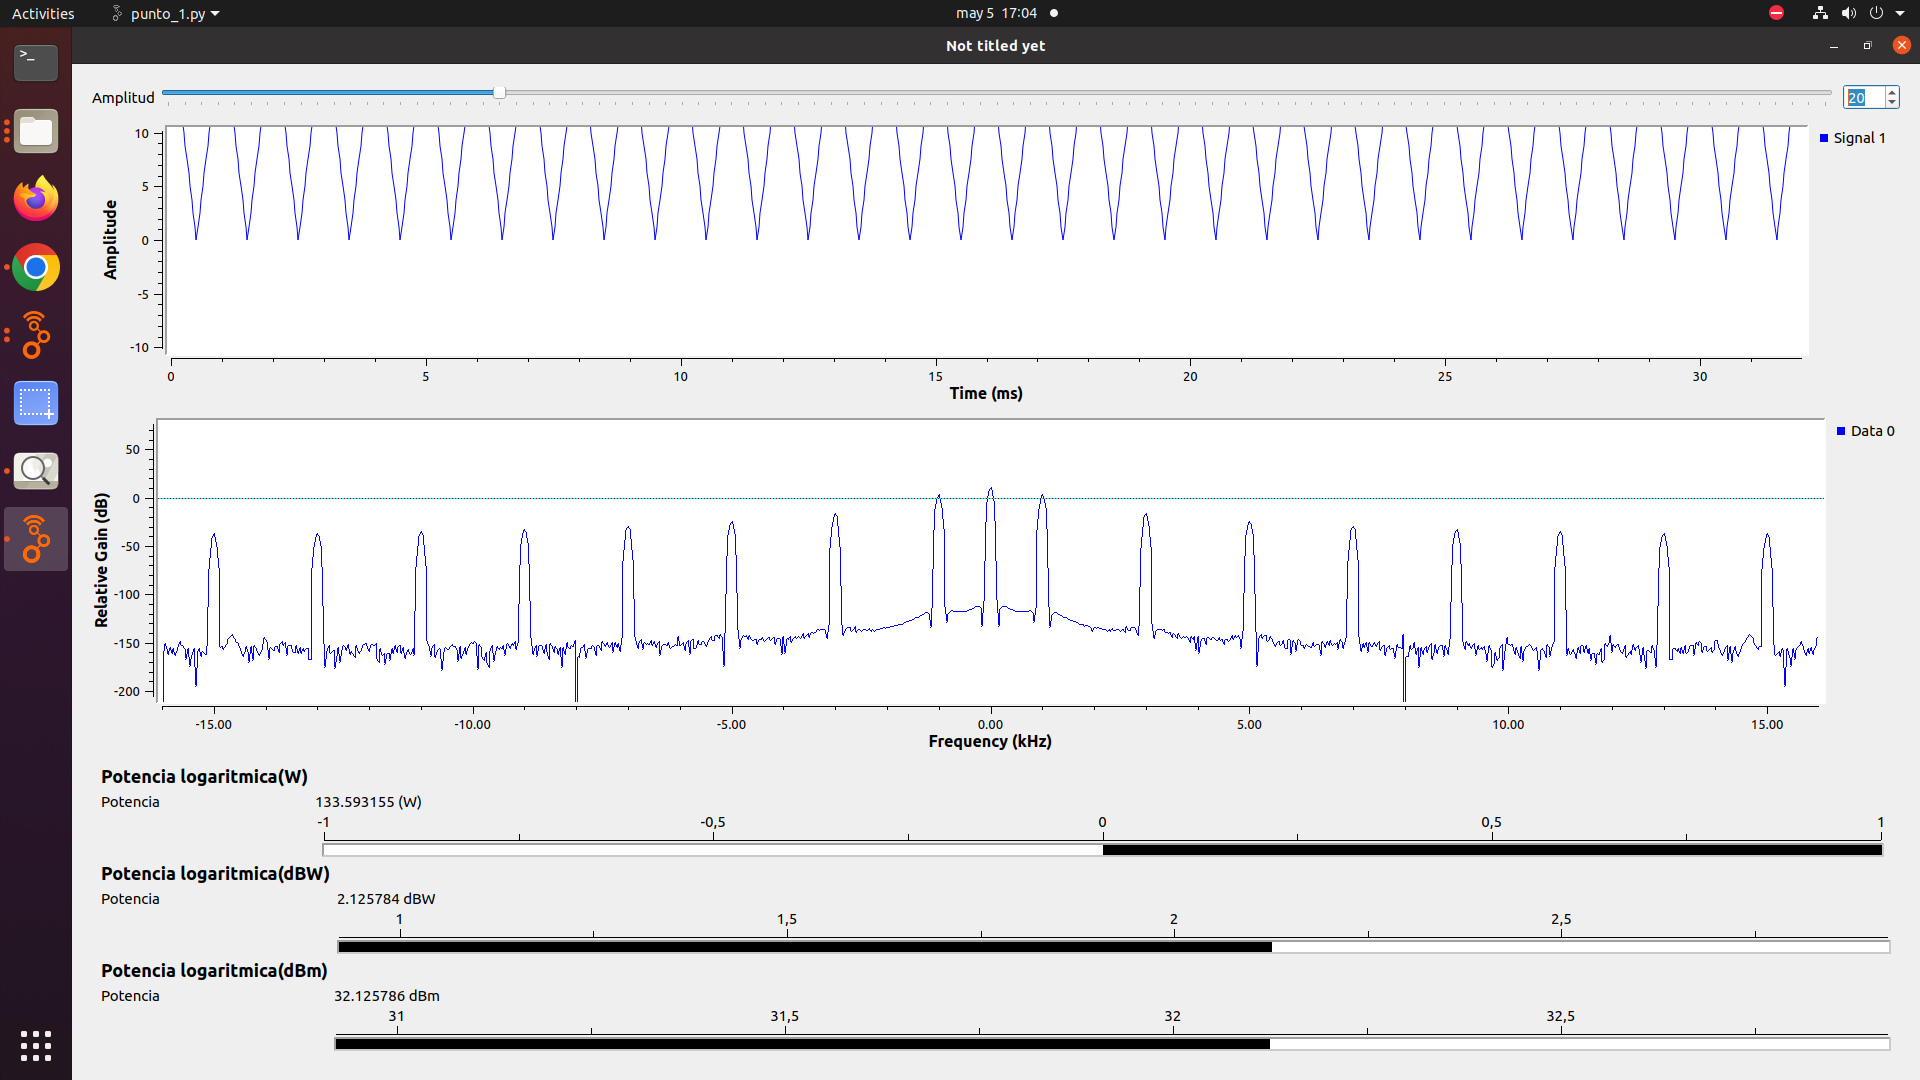 Activities punto_1.py may 5 17:04
Not titled yet
Amplitud 20
Signal 1
Amplitude
10
5
0
-5
-10
0 5 10 15 20 25 30
Time (ms)
Data 0
Relative Gain (dB)
50
0
-50
-100
-150
-200
-15.00 -10.00 -5.00 0.00 5.00 10.00 15.00
Frequency (kHz)
Potencia logaritmica(W)
Potencia 133.593155 (W)
-1 -0,5 0 0,5 1
Potencia logaritmica(dBW)
Potencia 2.125784 dBW
1 1,5 2 2,5
Potencia logaritmica(dBm)
Potencia 32.125786 dBm
31 31,5 32 32,5